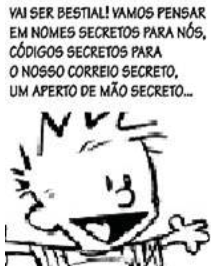 VAI SER BESTIAL! VAMOS PENSAR
EM NOMES SECRETOS PARA NÓS,
CÓDIGOS SECRETOS PARA
O NOSSO CORREIO SECRETO,
UM APERTO DE MÃO SECRETO...